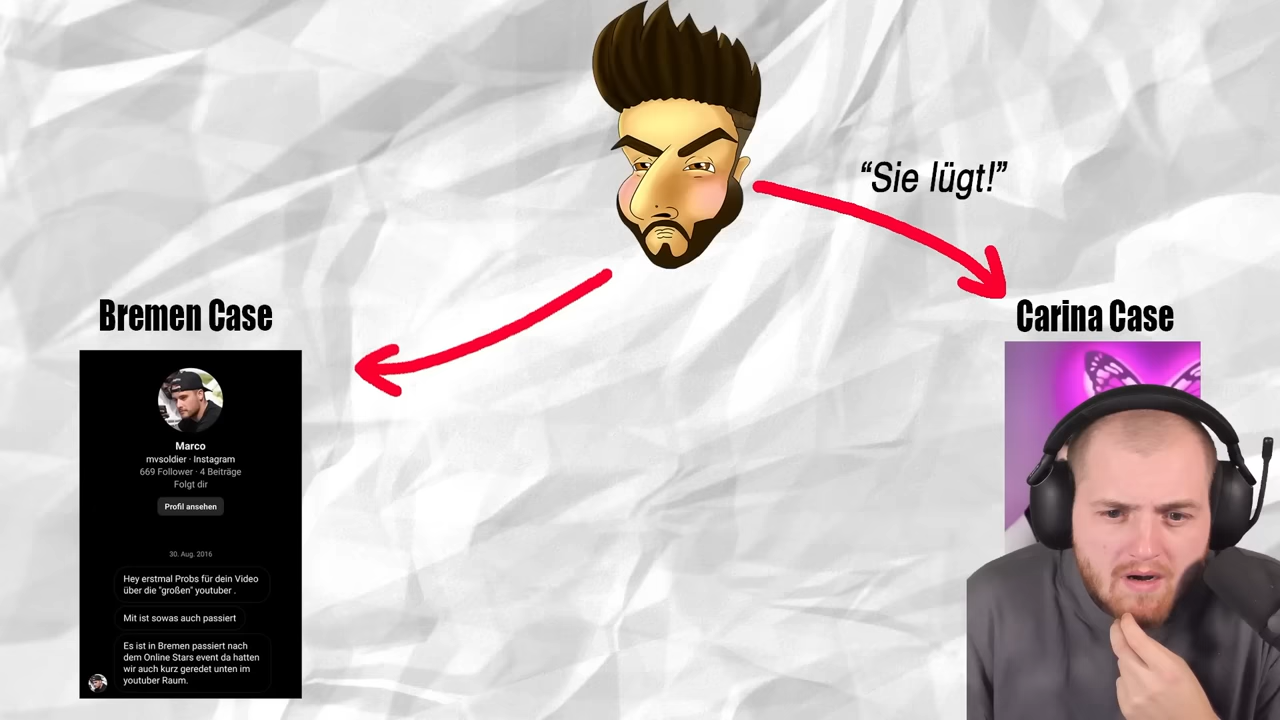 “Sie lügt!”
Bremen Case
Carina Case
Marco
mvsoldier · Instagram
669 Follower · 4 Beiträge
Folgt dir
Profil ansehen
30. Aug. 2016
Hey erstmal Probs für dein Video
über die "großen" youtuber .
Mit ist sowas auch passiert
Es ist in Bremen passiert nach
dem Online Stars event da hatten
wir auch kurz geredet unten im
youtuber Raum.